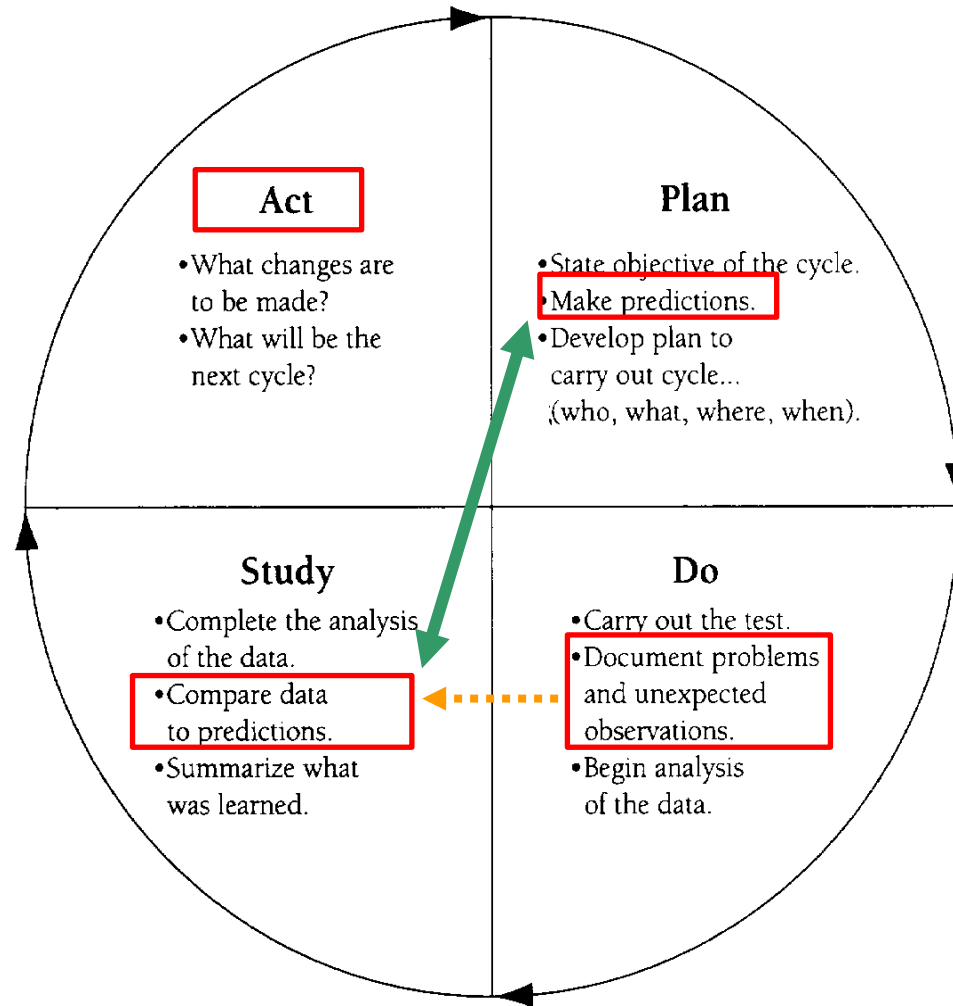 Act
•What changes are
to be made?
•What will be the
next cycle?
Plan
•State objective of the cycle.
•Make predictions.
•Develop plan to
carry out cycle...
(who, what, where, when).
Study
•Complete the analysis
of the data.
•Compare data
to predictions.
•Summarize what
was learned.
Do
•Carry out the test.
•Document problems
and unexpected
observations.
•Begin analysis
of the data.